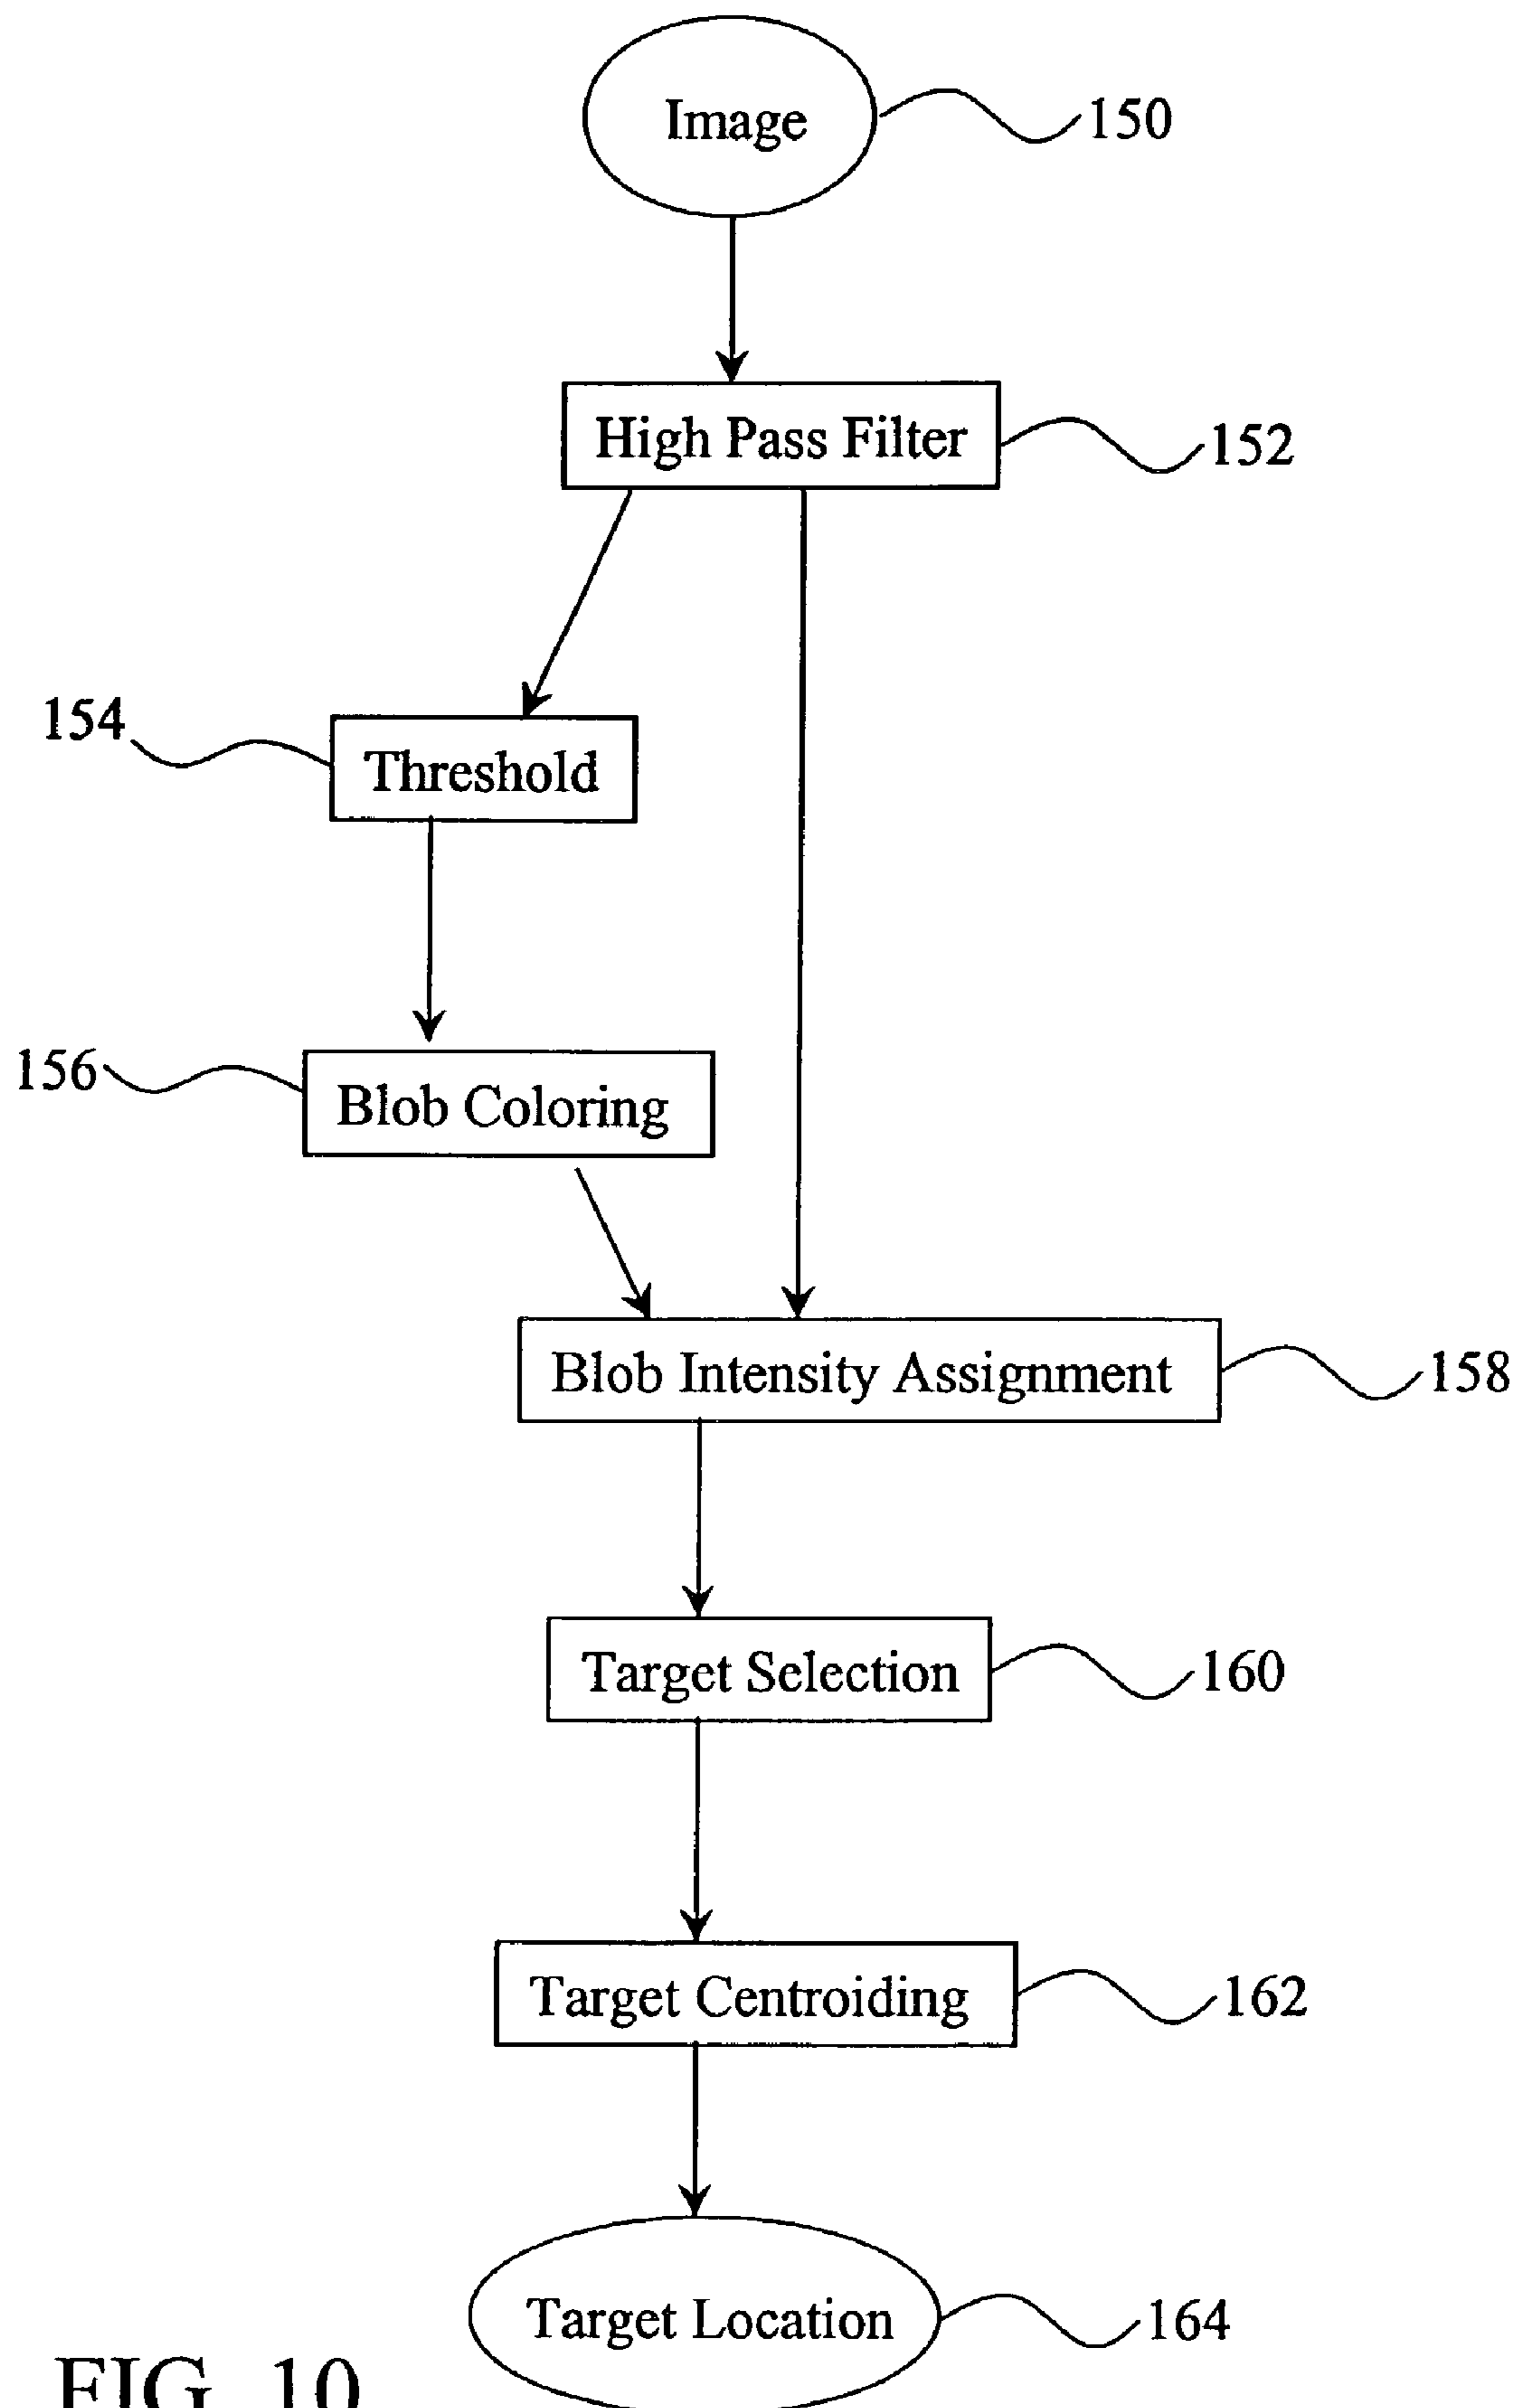 Image
150
High Pass Filter
152
154
Threshold
156
Blob Coloring
Blob Intensity Assignment
158
Target Selection
160
Target Centroiding
162
Target Location
164
FIG. 10